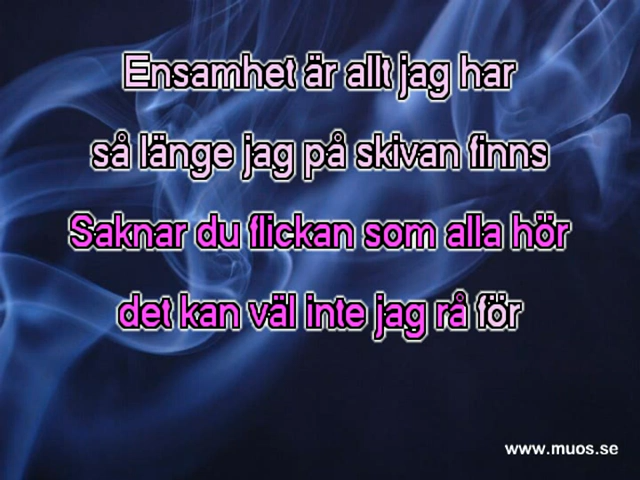 Ensamhet är allt jag har
så länge jag på skivan finns
Saknar du flickan som alla hör
det kan väl inte jag rå för
www.muos.se